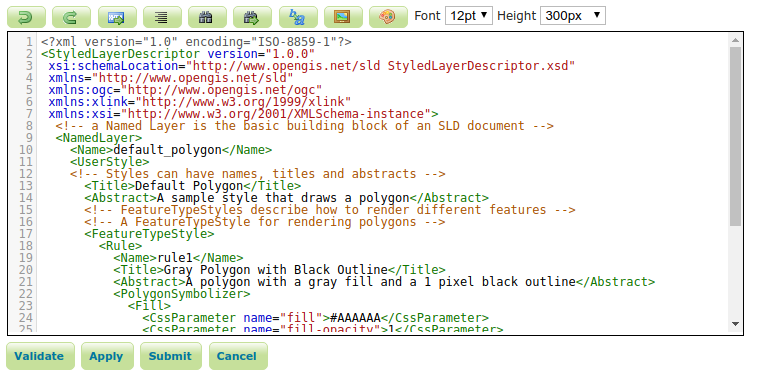 Font 12pt Height 300px
1 <?xml version="1.0" encoding="ISO-8859-1"?>
2 <StyledLayerDescriptor version="1.0.0"
3 xsi:schemaLocation="http://www.opengis.net/sld StyledLayerDescriptor.xsd"
4 xmlns="http://www.opengis.net/sld"
5 xmlns:ogc="http://www.opengis.net/ogc"
6 xmlns:xlink="http://www.w3.org/1999/xlink"
7 xmlns:xsi="http://www.w3.org/2001/XMLSchema-instance">
8 <!-- a Named Layer is the basic building block of an SLD document -->
9 <NamedLayer>
10 <Name>default_polygon</Name>
11 <UserStyle>
12 <!-- Styles can have names, titles and abstracts -->
13 <Title>Default Polygon</Title>
14 <Abstract>A sample style that draws a polygon</Abstract>
15 <!-- FeatureTypeStyles describe how to render different features -->
16 <!-- A FeatureTypeStyle for rendering polygons -->
17 <FeatureTypeStyle>
18 <Rule>
19 <Name>rule1</Name>
20 <Title>Gray Polygon with Black Outline</Title>
21 <Abstract>A polygon with a gray fill and a 1 pixel black outline</Abstract>
22 <PolygonSymbolizer>
23 <Fill>
24 <CssParameter name="fill">#AAAAAA</CssParameter>
25 <CssParameter name="fill-opacity">1</CssParameter>
Validate Apply Submit Cancel